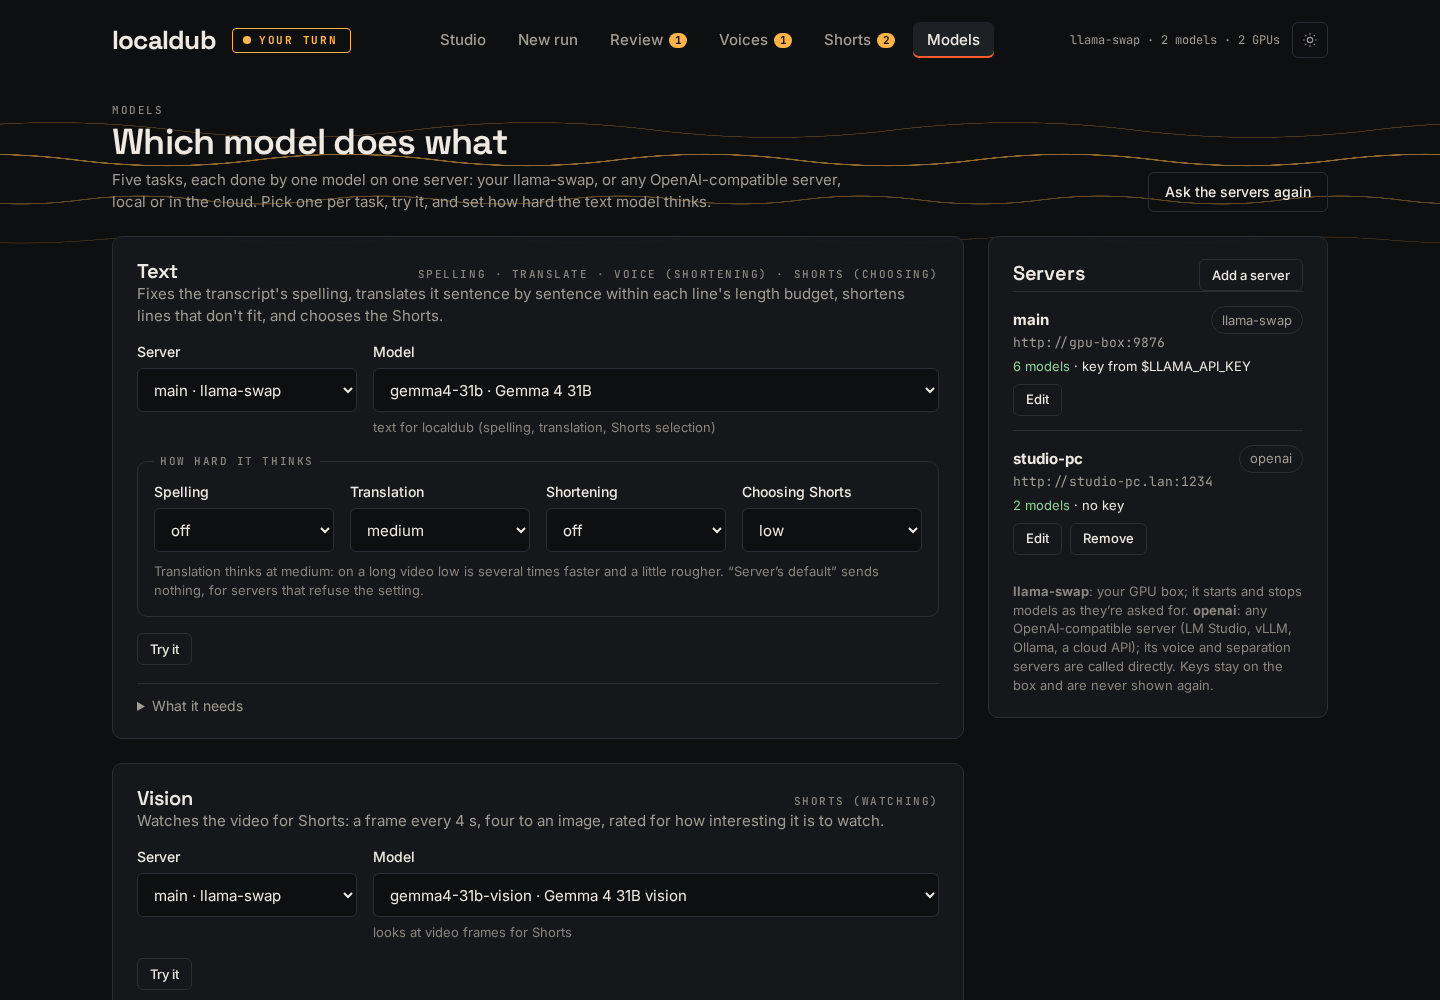 localdub
YOUR TURN
Studio
New run
Review 1
Voices 1
Shorts 2
Models
llama-swap · 2 models · 2 GPUs
MODELS
Which model does what
Five tasks, each done by one model on one server: your llama-swap, or any OpenAI-compatible server,
local or in the cloud. Pick one per task, try it, and set how hard the text model thinks.
Ask the servers again
Text
SPELLING · TRANSLATE · VOICE (SHORTENING) · SHORTS (CHOOSING)
Fixes the transcript's spelling, translates it sentence by sentence within each line's length budget, shortens
lines that don't fit, and chooses the Shorts.
Server
Model
main · llama-swap
gemma4-31b · Gemma 4 31B
text for localdub (spelling, translation, Shorts selection)
HOW HARD IT THINKS
Spelling
Translation
Shortening
Choosing Shorts
off
medium
off
low
Translation thinks at medium: on a long video low is several times faster and a little rougher. “Server’s default” sends
nothing, for servers that refuse the setting.
Try it
What it needs
Vision
SHORTS (WATCHING)
Watches the video for Shorts: a frame every 4 s, four to an image, rated for how interesting it is to watch.
Server
Model
main · llama-swap
gemma4-31b-vision · Gemma 4 31B vision
looks at video frames for Shorts
Try it
Servers
Add a server
main
llama-swap
http://gpu-box:9876
6 models · key from $LLAMA_API_KEY
Edit
studio-pc
openai
http://studio-pc.lan:1234
2 models · no key
Edit
Remove
llama-swap: your GPU box; it starts and stops
models as they’re asked for. openai: any
OpenAI-compatible server (LM Studio, vLLM,
Ollama, a cloud API); its voice and separation
servers are called directly. Keys stay on the
box and are never shown again.